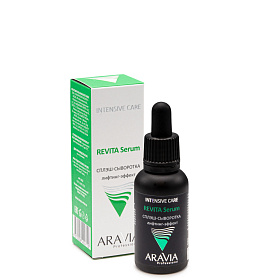 INTENSIVE CARE
REVITA Serum
СПЛЭШ-СЫВОРОТКА
лифтинг-эффект
ARAVIA
Professional
INTENSIVE CARE
REVITA Serum
СПЛЭШ-СЫВОРОТКА
лифтинг-эффект
ARAVIA
Professional